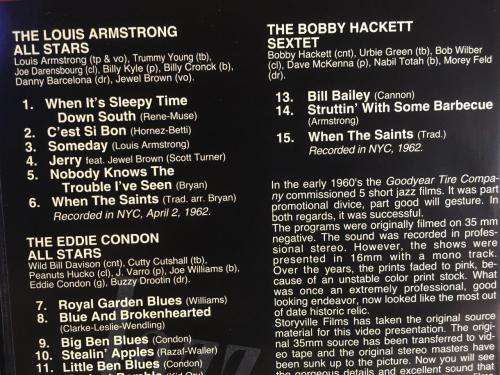 THE LOUIS ARMSTRONG
ALL STARS
Louis Armstrong (tp & vo), Trummy Young (tb),
Joe Darensbourg (cl), Billy Kyle (p), Billy Cronck (b),
Danny Barcelona (dr), Jewel Brown (vo).
1. When It's Sleepy Time
Down South (Rene-Muse)
2. C'est Si Bon (Hornez-Betti)
3. Someday (Louis Armstrong)
4. Jerry feat. Jewel Brown (Scott Turner)
5. Nobody Knows The
Trouble I've Seen (Bryan)
6. When The Saints (Trad. arr. Bryan)
Recorded in NYC, April 2, 1962.
THE EDDIE CONDON
ALL STARS
Wild Bill Davison (cnt), Cutty Cutshall (tb),
Peanuts Hucko (cl), J. Varro (p), Joe Williams (b)
Eddie Condon (g), Buzzy Drootin (dr).
7. Royal Garden Blues (Williams)
8. Blue And Brokenhearted
(Clarke-Leslie-Wendling)
9. Big Ben Blues (Condon)
10. Stealin' Apples (Razaf-Waller)
11. Little Ben Blues (Condon)
THE BOBBY HACKETT
SEXTET
Bobby Hackett (cnt), Urbie Green (tb), Bob Wilber
(cl), Dave McKenna (p), Nabil Totah (b), Morey Feld
(dr).
13. Bill Bailey (Cannon)
14. Struttin' With Some Barbecue
(Armstrong)
15. When The Saints (Trad.)
Recorded in NYC, 1962.
In the early 1960's the Goodyear Tire Compa-
ny commissioned 5 short jazz films. It was part
promotional divice, part good will gesture. In
both regards, it was successful.
The programs were originally filmed on 35 mm
negative. The sound was recorded in profes-
sional stereo. However, the shows were
presented in 16mm with a mono track.
Over the years, the prints faded to pink, be-
cause of an unstable color print stock. What
was once an extremely professional, good
looking endeavor, now looked like the most out
of date historic relic.
Storyville Films has taken the original source
material for this video presentation. The origi-
nal 35mm source has been transferred to vid-
eo tape and the original stereo masters have
been sunk up to the picture. Now you will see
the gorgeous details and excellent sound that